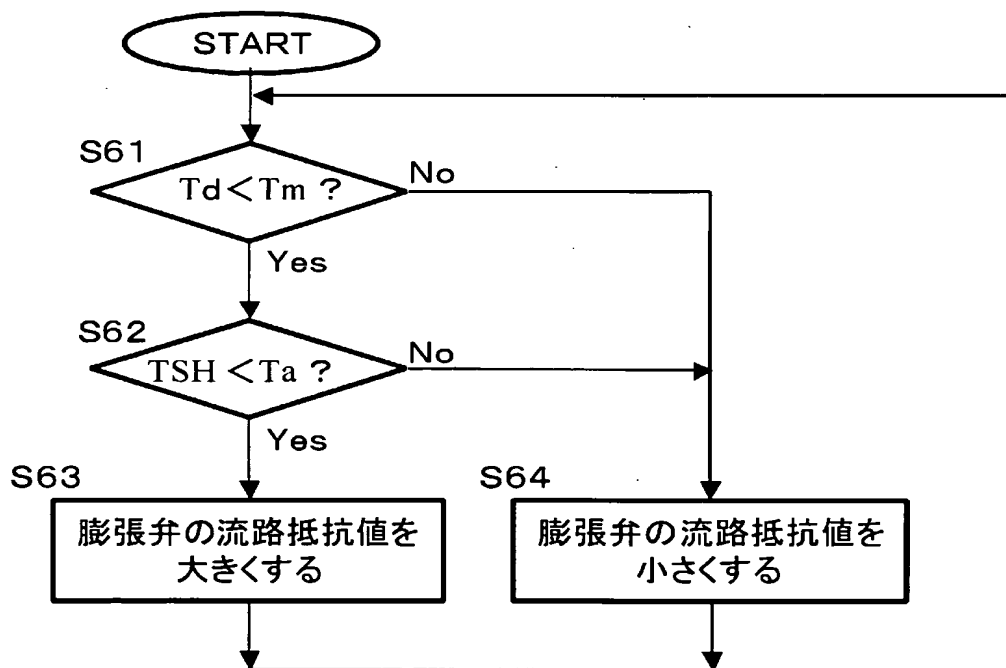 START
S61
Td<Tm ?
No
Yes
S62
TSH <Ta ?
No
Yes
S63
膨張弁の流路抵抗値を
大きくする
S64
膨張弁の流路抵抗値を
小さくする